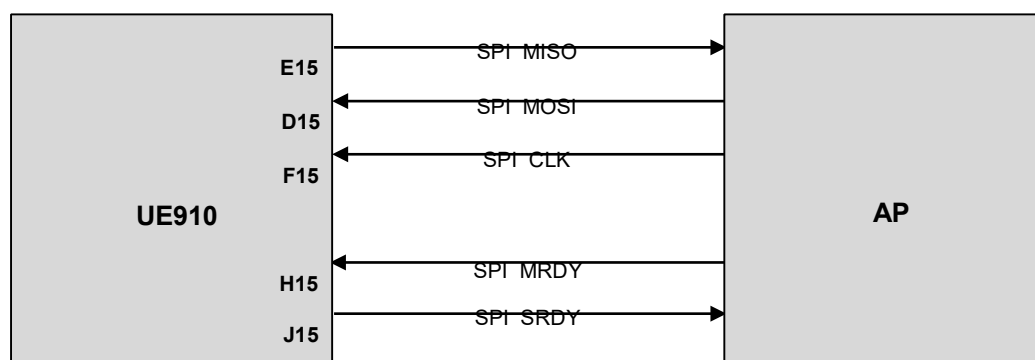 SPI_MISO
E15
SPI_MOSI
D15
SPI_CLK
F15
UE910
AP
SPI_MRDY
H15
SPI_SRDY
J15